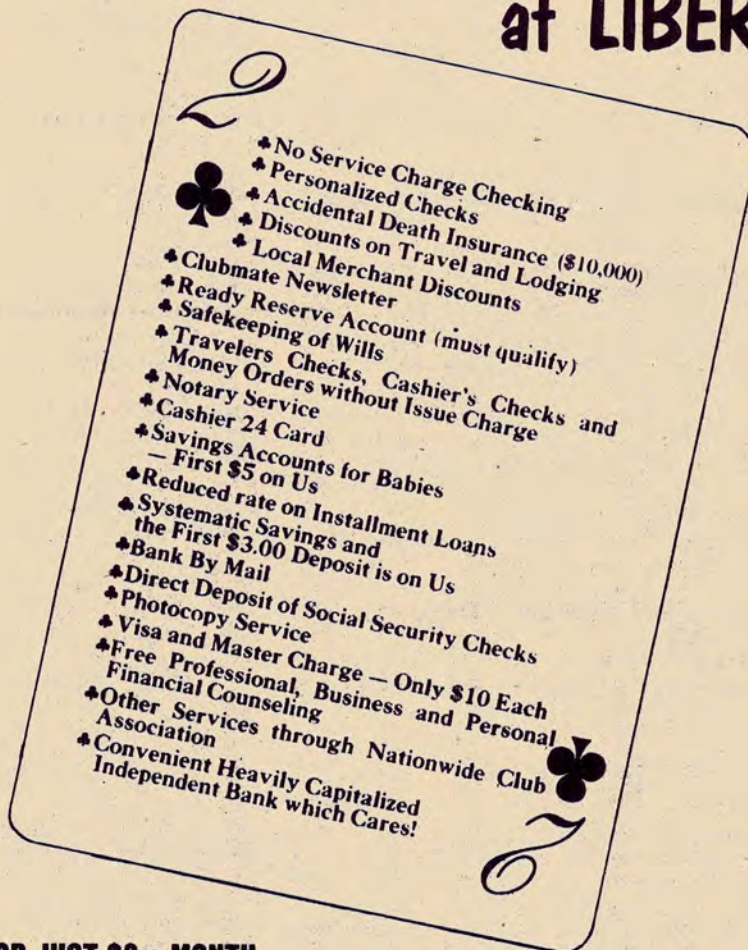 at LIBER
2
♣ No Service Charge Checking
♣ Personalized Checks
♣ Accidental Death Insurance ($10,000)
♣ Discounts on Travel and Lodging
♣ Local Merchant Discounts
♣ Clubmate Newsletter
♣ Ready Reserve Account (must qualify)
♣ Safekeeping of Wills
♣ Travelers Checks, Cashier's Checks and
Money Orders without Issue Charge
♣ Notary Service
♣ Cashier 24 Card
♣ Savings Accounts for Babies
— First $5 on Us
♣ Reduced rate on Installment Loans
♣ Systematic Savings and
the First $3.00 Deposit is on Us
♣ Bank By Mail
♣ Direct Deposit of Social Security Checks
♣ Photocopy Service
♣ Visa and Master Charge — Only $10 Each
♣ Free Professional, Business and Personal
Financial Counseling
♣ Other Services through Nationwide Club
Association
♣ Convenient Heavily Capitalized
Independent Bank which Cares!
2